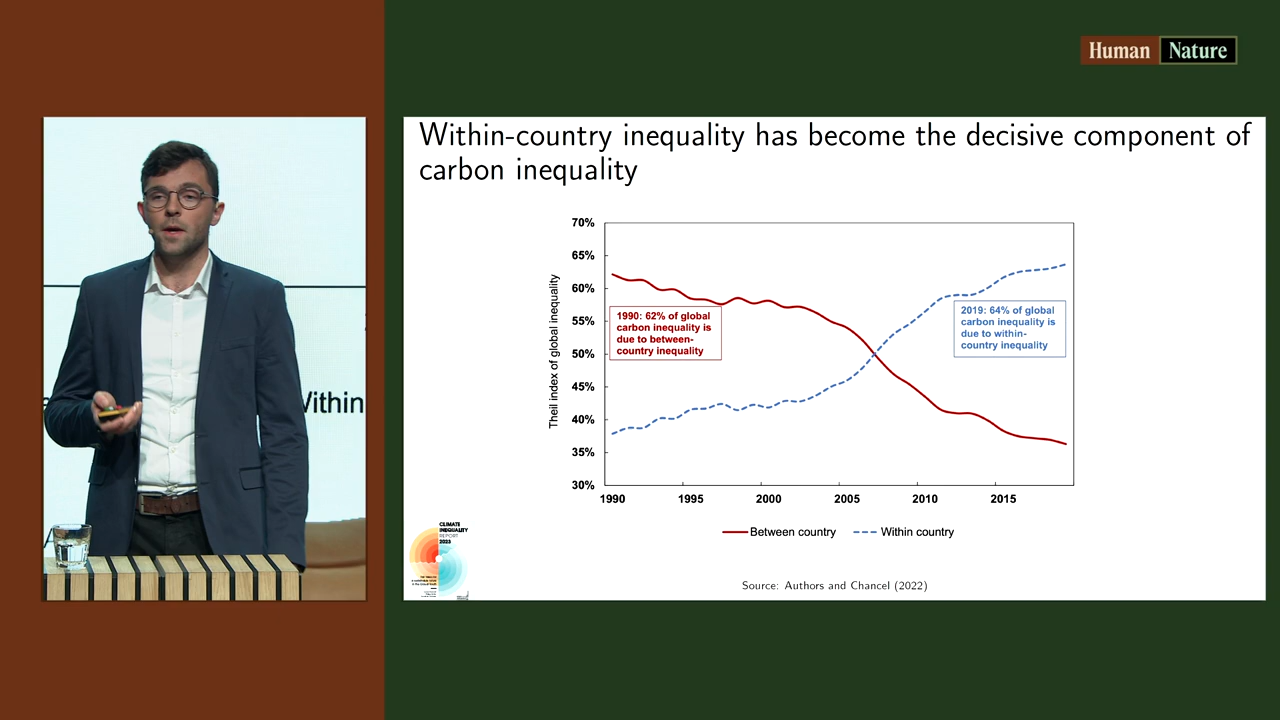 Human Nature
Within-country inequality has become the decisive component of
carbon inequality
70%
65%
60%
55%
50%
45%
40%
35%
30%
Theil index of global inequality
1990: 62% of global
carbon inequality is
due to between-
country inequality
2019: 64% of global
carbon inequality is
due to within-
country inequality
1990 1995 2000 2005 2010 2015
Between country Within country
CLIMATE
INEQUALITY
REPORT
2023
Source: Authors and Chancel (2022)
Within